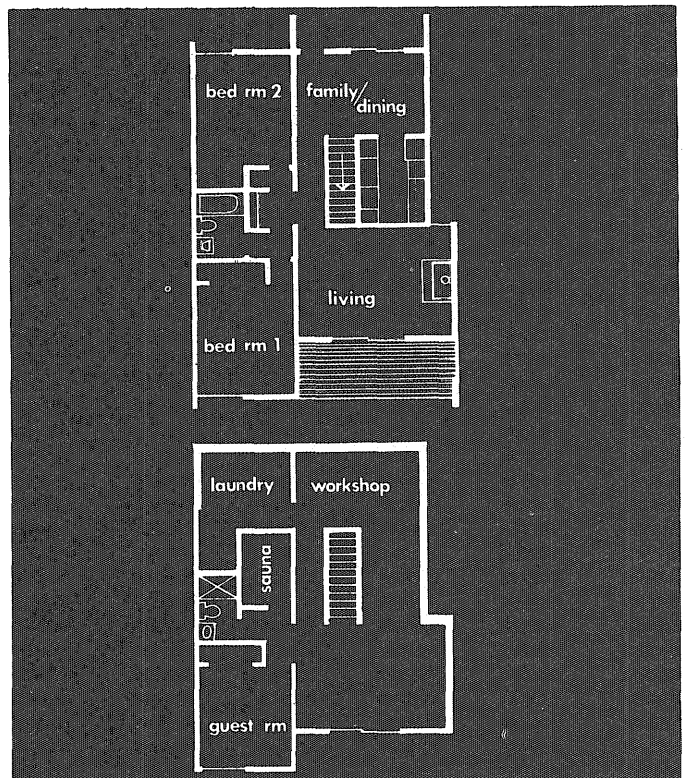 bed rm 2
family/
dining
living
bed rm 1
laundry
workshop
sauna
guest rm